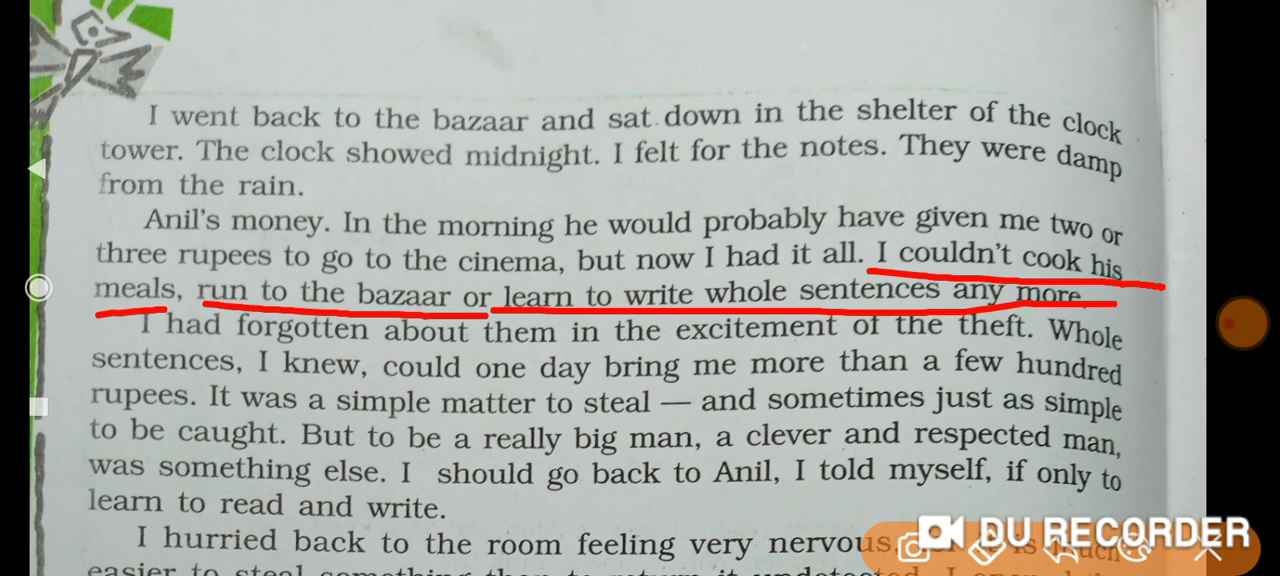 I went back to the bazaar and sat down in the shelter of the clock
tower. The clock showed midnight. I felt for the notes. They were damp
from the rain.
Anil's money. In the morning he would probably have given me two or
three rupees to go to the cinema, but now I had it all. I couldn't cook his
meals, run to the bazaar or learn to write whole sentences any more
I had forgotten about them in the excitement of the theft. Whole
sentences, I knew, could one day bring me more than a few hundred
rupees. It was a simple matter to steal — and sometimes just as simple
to be caught. But to be a really big man, a clever and respected man,
was something else. I should go back to Anil, I told myself, if only to
learn to read and write.
I hurried back to the room feeling very nervous,
DU RECORDER
easier to steal something than to return it undetected. I